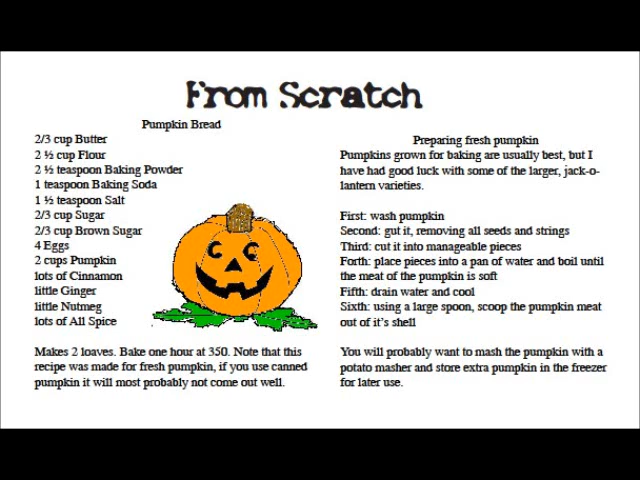 From Scratch
Pumpkin Bread
2/3 cup Butter
2 ½ cup Flour
2 ½ teaspoon Baking Powder
1 teaspoon Baking Soda
1 ½ teaspoon Salt
2/3 cup Sugar
2/3 cup Brown Sugar
4 Eggs
2 cups Pumpkin
lots of Cinnamon
little Ginger
little Nutmeg
lots of All Spice
Makes 2 loaves. Bake one hour at 350. Note that this
recipe was made for fresh pumpkin, if you use canned
pumpkin it will most probably not come out well.
Preparing fresh pumpkin
Pumpkins grown for baking are usually best, but I
have had good luck with some of the larger, jack-o-
lantern varieties.
First: wash pumpkin
Second: gut it, removing all seeds and strings
Third: cut it into manageable pieces
Forth: place pieces into a pan of water and boil until
the meat of the pumpkin is soft
Fifth: drain water and cool
Sixth: using a large spoon, scoop the pumpkin meat
out of it's shell
You will probably want to mash the pumpkin with a
potato masher and store extra pumpkin in the freezer
for later use.